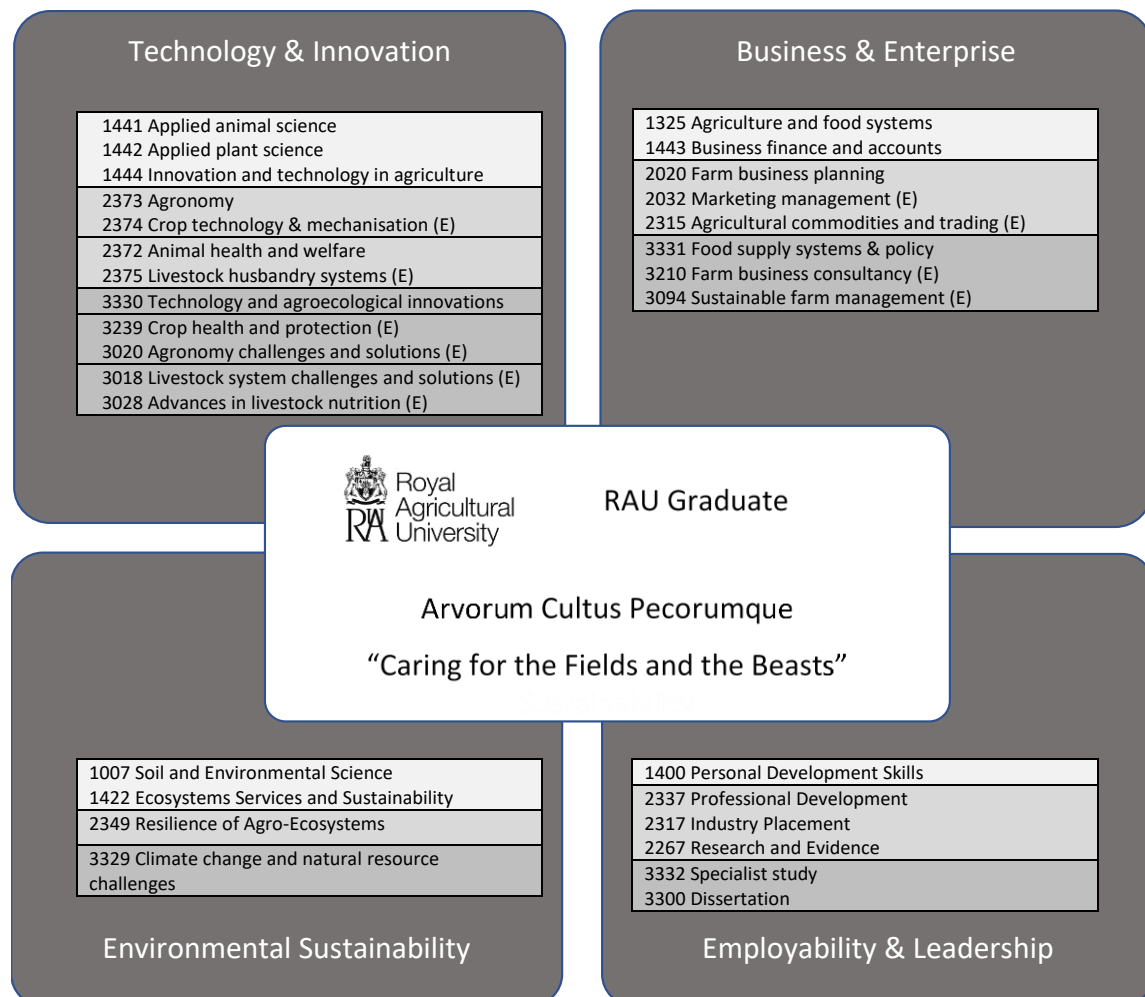 Technology & Innovation
1441 Applied animal science
1442 Applied plant science
1444 Innovation and technology in agriculture
2373 Agronomy
2374 Crop technology & mechanisation (E)
2372 Animal health and welfare
2375 Livestock husbandry systems (E)
3330 Technology and agroecological innovations
3239 Crop health and protection (E)
3020 Agronomy challenges and solutions (E)
3018 Livestock system challenges and solutions (E)
3028 Advances in livestock nutrition (E)
Business & Enterprise
1325 Agriculture and food systems
1443 Business finance and accounts
2020 Farm business planning
2032 Marketing management (E)
2315 Agricultural commodities and trading (E)
3331 Food supply systems & policy
3210 Farm business consultancy (E)
3094 Sustainable farm management (E)
Royal
Agricultural
University
RAU
RAU Graduate
Arvorum Cultus Pecorumque
“Caring for the Fields and the Beasts”
1007 Soil and Environmental Science
1422 Ecosystems Services and Sustainability
2349 Resilience of Agro-Ecosystems
3329 Climate change and natural resource
challenges
Environmental Sustainability
1400 Personal Development Skills
2337 Professional Development
2317 Industry Placement
2267 Research and Evidence
3332 Specialist study
3300 Dissertation
Employability & Leadership